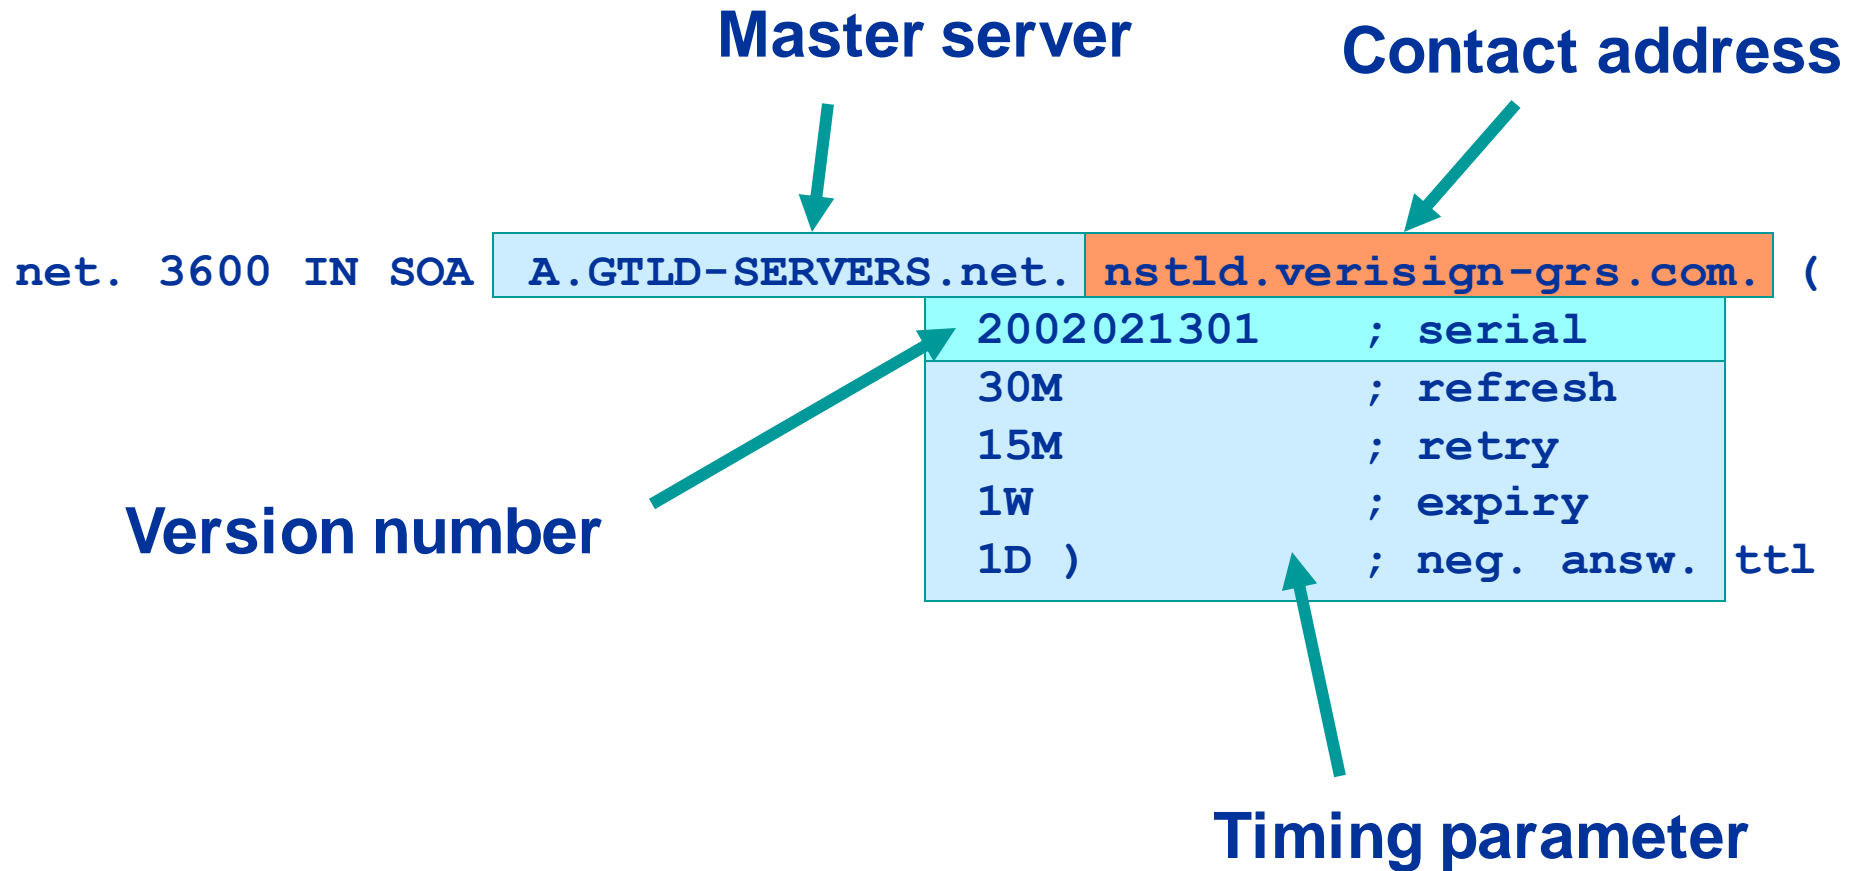 Master server
Contact address
net. 3600 IN SOA A.GTLD-SERVERS.net. nstld.verisign-grs.com. (
2002021301 ; serial
30M ; refresh
15M ; retry
1W ; expiry
1D ) ; neg. answ. ttl
Version number
Timing parameter